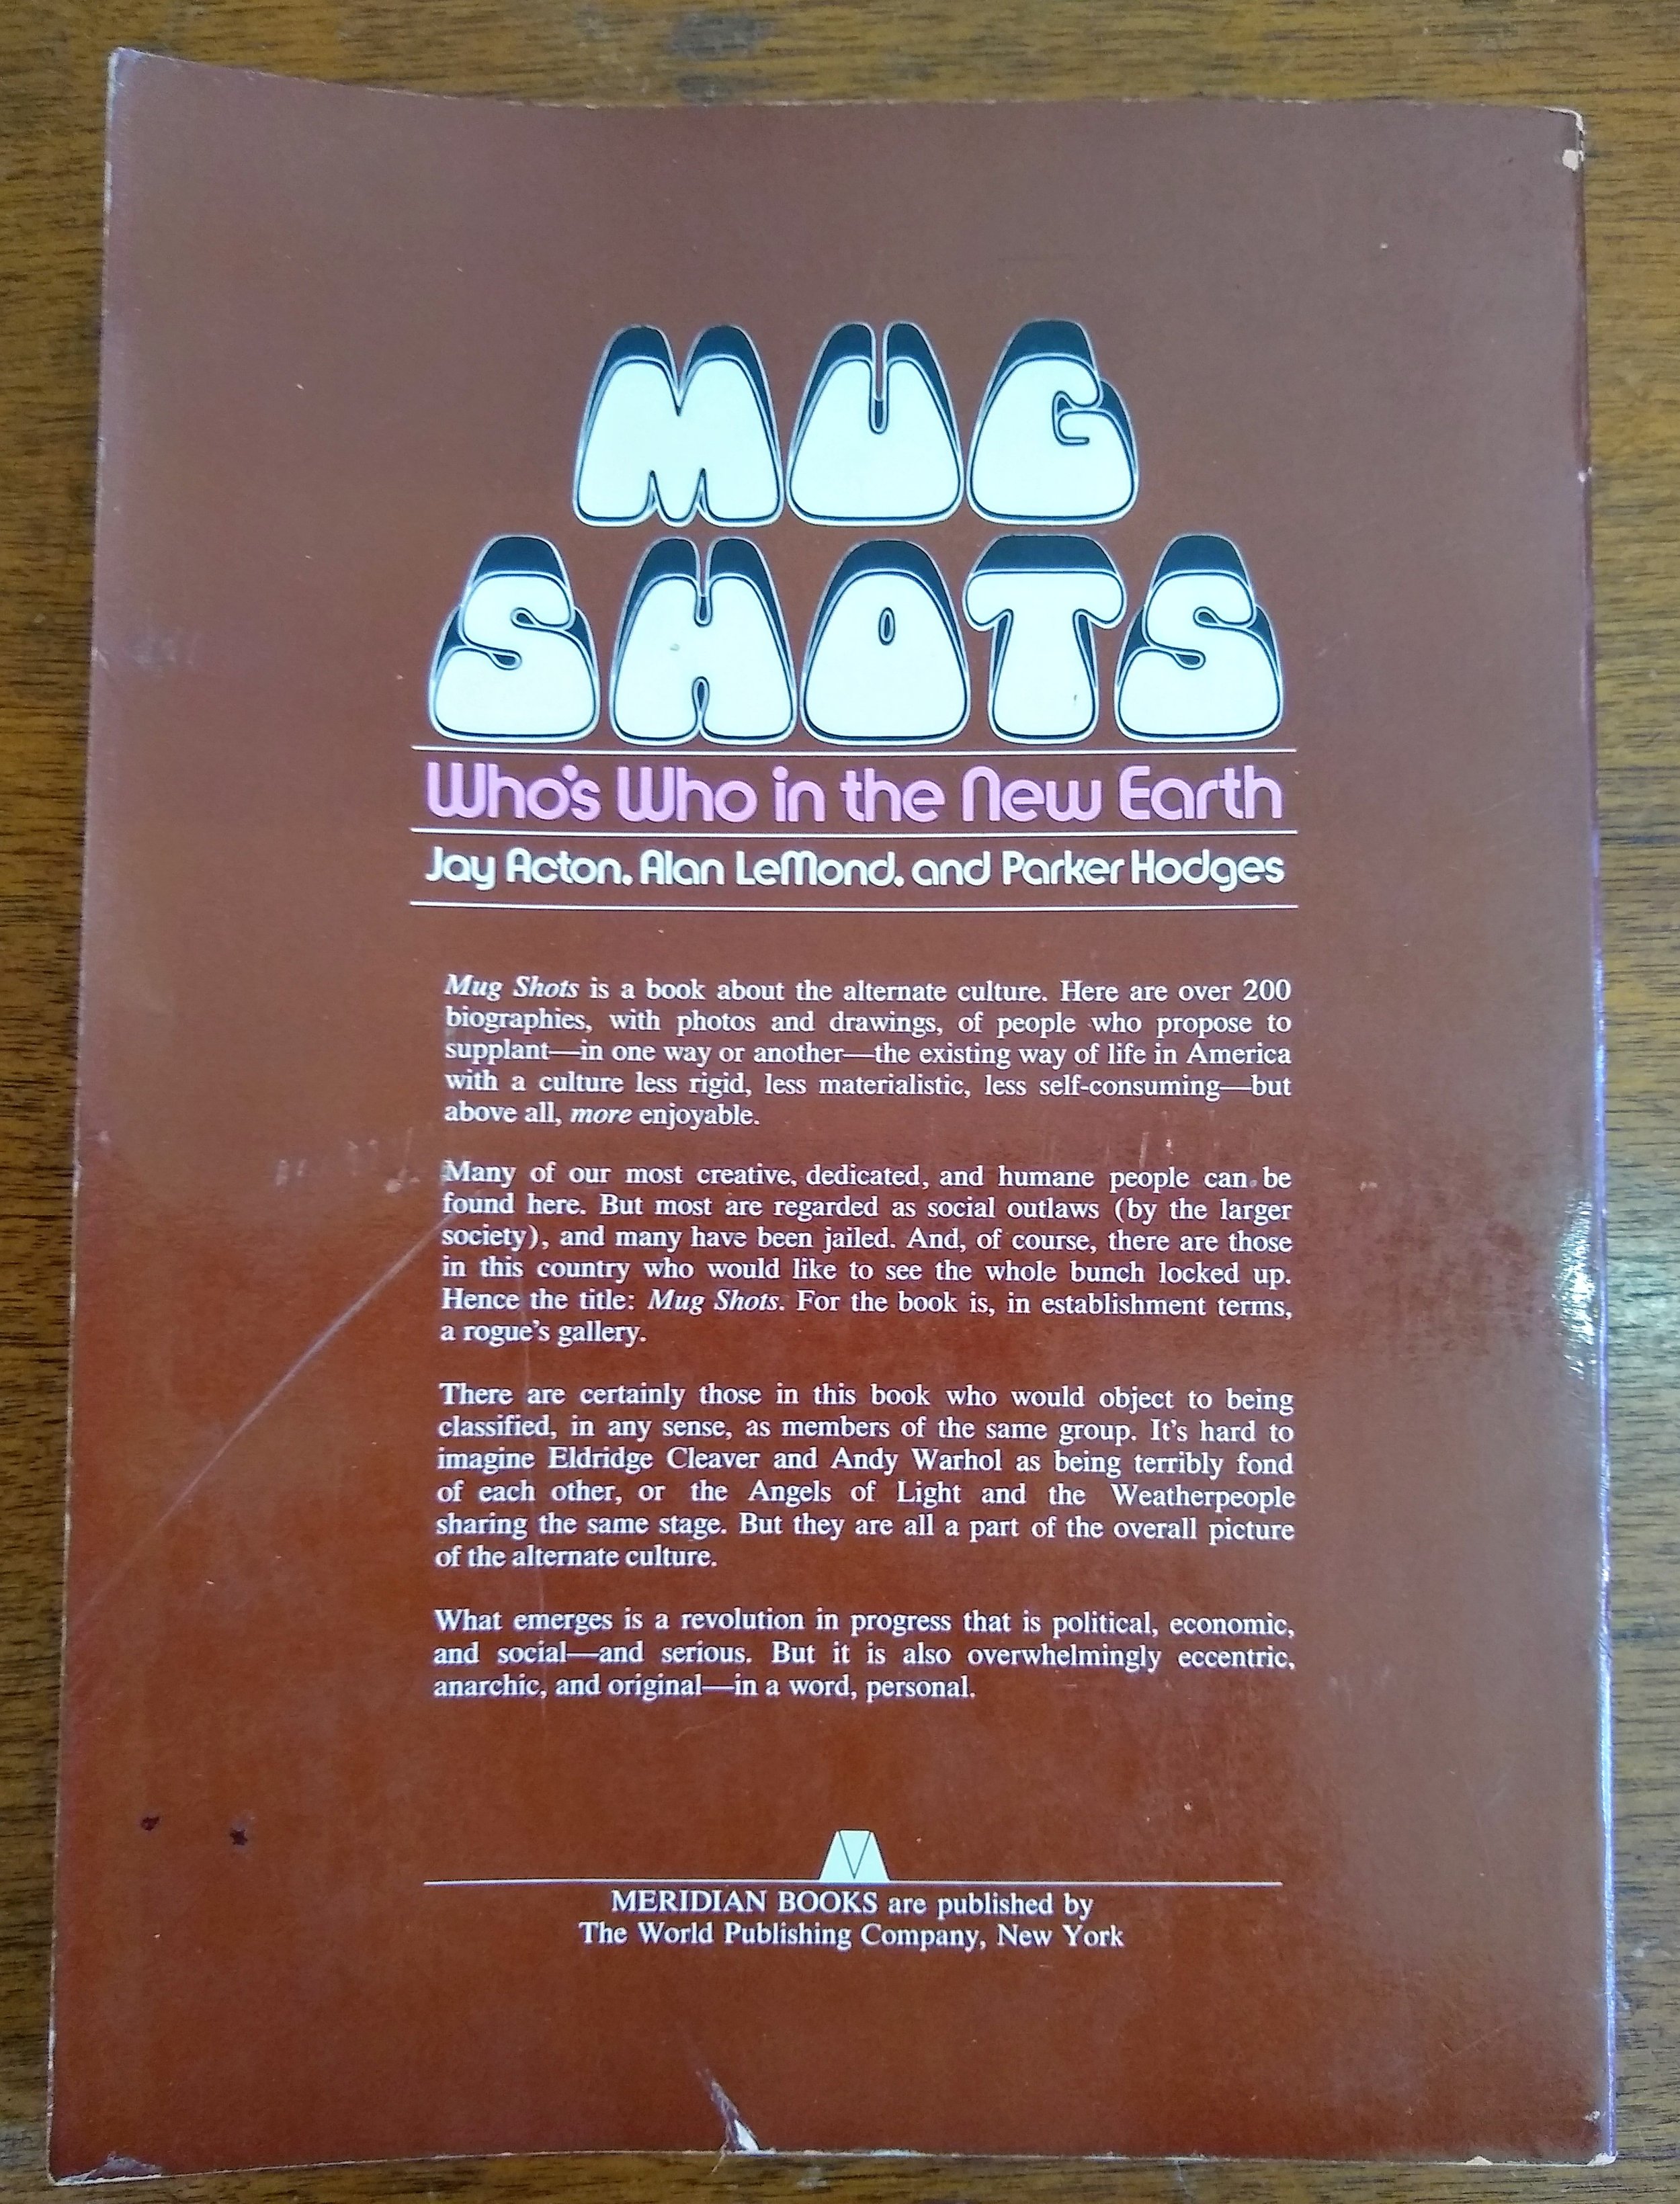 MUG
SHOTS
Who's Who in the New Earth
Jay Acton, Alan LeMond, and Parker Hodges
Mug Shots is a book about the alternate culture. Here are over 200
biographies, with photos and drawings, of people who propose to
supplant—in one way or another—the existing way of life in America
with a culture less rigid, less materialistic, less self-consuming—but
above all, more enjoyable.
Many of our most creative, dedicated, and humane people can be
found here. But most are regarded as social outlaws (by the larger
society), and many have been jailed. And, of course, there are those
in this country who would like to see the whole bunch locked up.
Hence the title: Mug Shots. For the book is, in establishment terms,
a rogue's gallery.
There are certainly those in this book who would object to being
classified, in any sense, as members of the same group. It's hard to
imagine Eldridge Cleaver and Andy Warhol as being terribly fond
of each other, or the Angels of Light and the Weatherpeople
sharing the same stage. But they are all a part of the overall picture
of the alternate culture.
What emerges is a revolution in progress that is political, economic,
and social—and serious. But it is also overwhelmingly eccentric,
anarchic, and original—in a word, personal.
MERIDIAN BOOKS are published by
The World Publishing Company, New York